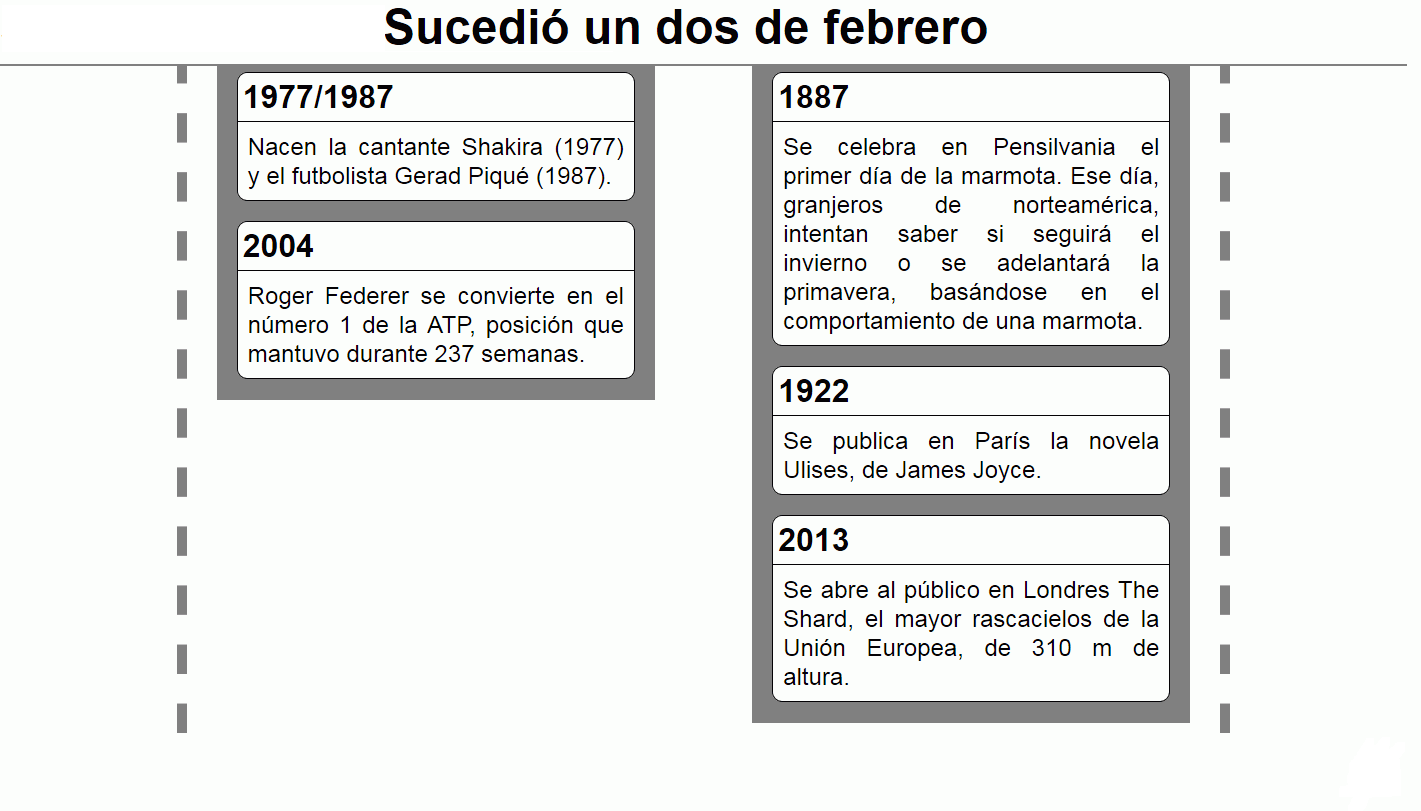 Sucedió un dos de febrero
1977/1987
Nacen la cantante Shakira (1977)
y el futbolista Gerad Piqué (1987).
2004
Roger Federer se convierte en el
número 1 de la ATP, posición que
mantuvo durante 237 semanas.
1887
Se celebra en Pensilvania el
primer día de la marmota. Ese día,
granjeros de norteamérica,
intentan saber si seguirá el
invierno o se adelantará la
primavera, basándose en el
comportamiento de una marmota.
1922
Se publica en París la novela
Ulises, de James Joyce.
2013
Se abre al público en Londres The
Shard, el mayor rascacielos de la
Unión Europea, de 310 m de
altura.